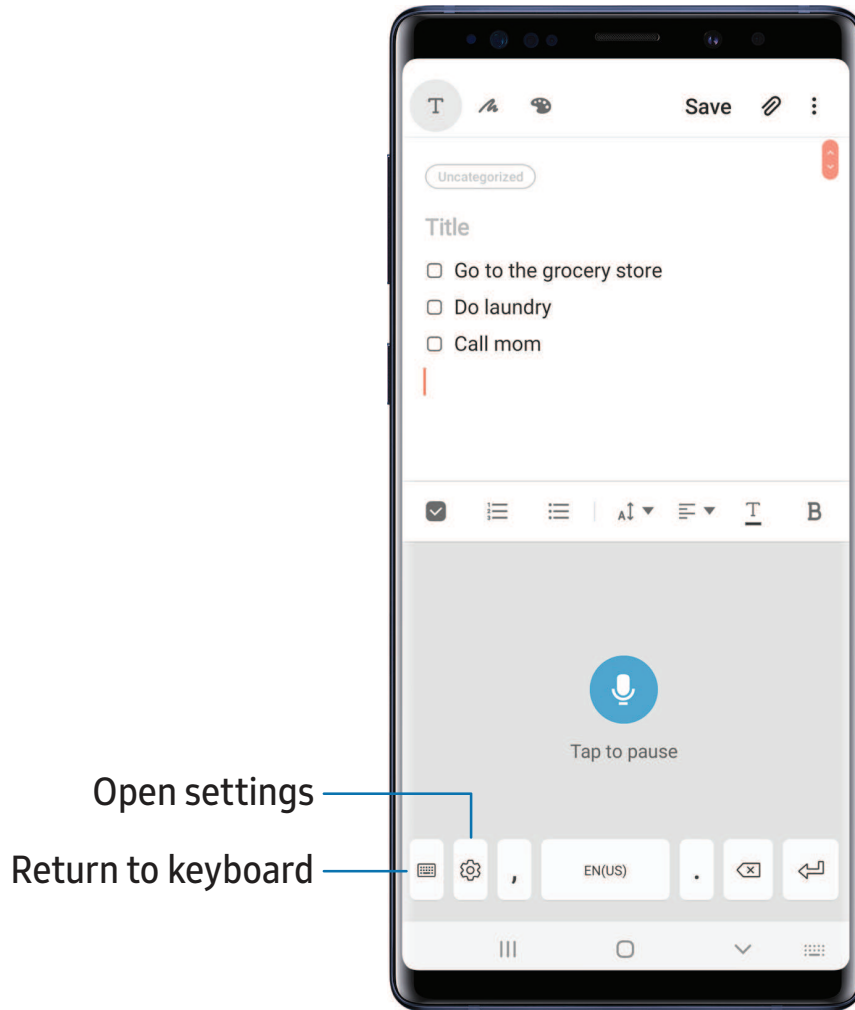 T Save
Uncategorized
Title
Go to the grocery store
Do laundry
Call mom
A T B
Tap to pause
Open settings
Return to keyboard
, EN(US) .